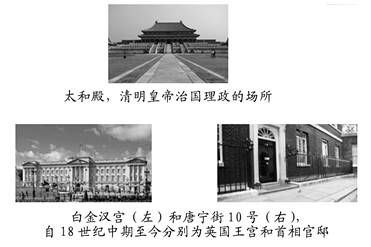 太和殿,清明皇帝治国理政的场所
白金汉宫(左)和唐宁街10号(右),
自18世纪中期至今分别为英国王宫和首相官邸